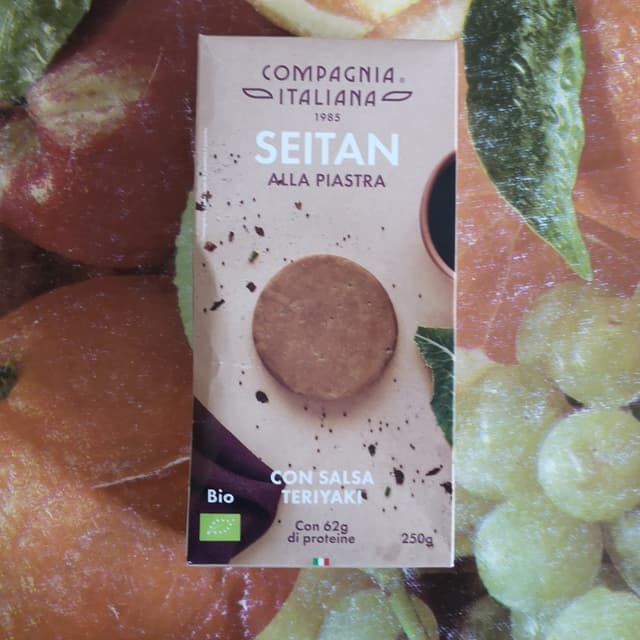 COMPAGNIA®
ITALIANA
1985
SEITAN
ALLA PIASTRA
CON SALSA
TERIYAKI
Bio
Con 62g
di proteine
250g